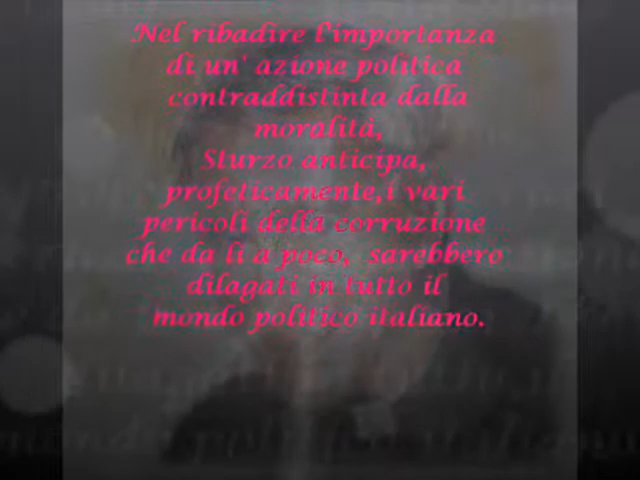 Nel ribadire l'importanza
di un' azione politica
contraddistinta dalla
moralità,
Sturzo anticipa,
profeticamente,i vari
pericoli della corruzione
che da lì a poco, sarebbero
dilagati in tutto il
mondo politico italiano.